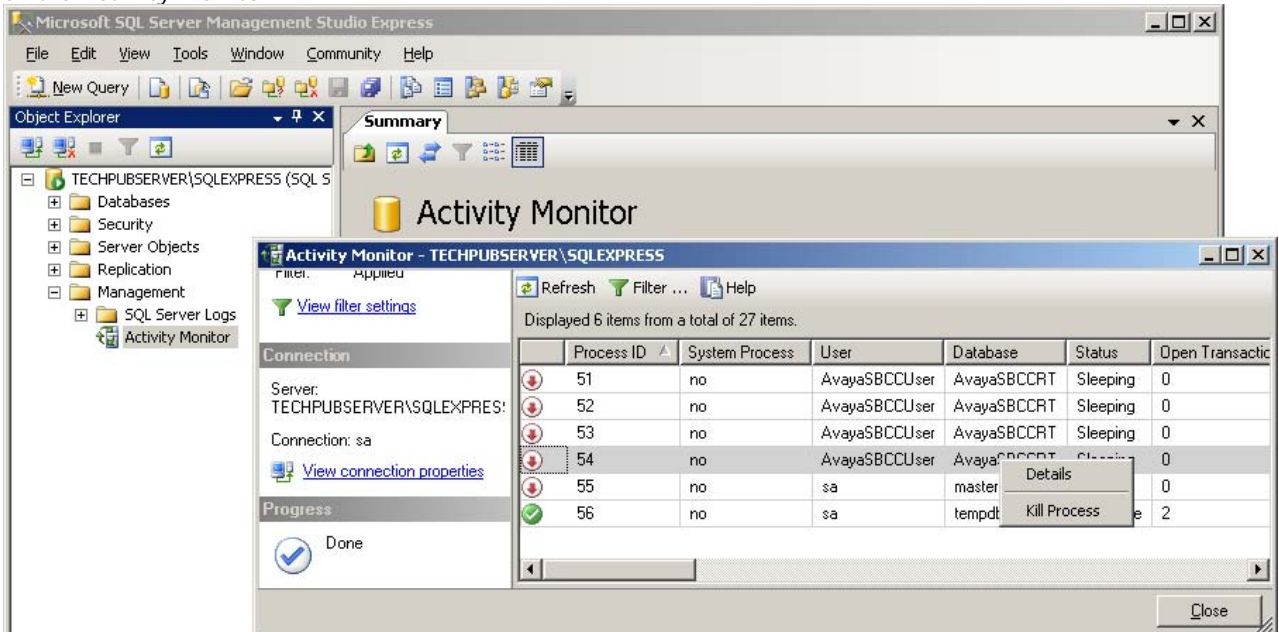 Microsoft SQL Server Management Studio Express
File Edit View Tools Window Community Help
New Query
Object Explorer
Summary
TECHPUBSERVER\SQLEXPRESS (SQL S
Databases
Security
Server Objects
Replication
Management
SQL Server Logs
Activity Monitor
Activity Monitor
Activity Monitor - TECHPUBSERVER\SQLEXPRESS
Filter: Applied
View filter settings
Connection
Server:
TECHPUBSERVER\SQLEXPRES
Connection: sa
View connection properties
Progress
Done
Refresh Filter ... Help
Displayed 6 items from a total of 27 items.
Process ID System Process User Database Status Open Transactic
51 no AvayaSBCCUser AvayaSBCCRT Sleeping 0
52 no AvayaSBCCUser AvayaSBCCRT Sleeping 0
53 no AvayaSBCCUser AvayaSBCCRT Sleeping 0
54 no AvayaSBCCUser AvayaSBCCRT Sleeping 0
55 no sa master 0
56 no sa tempdb e 2
Details
Kill Process
Close